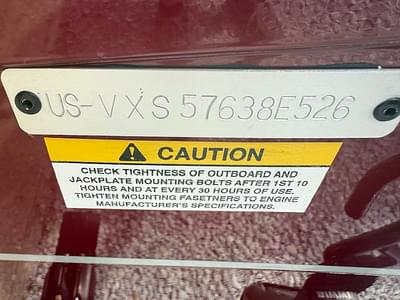 US-VXS57638E526
CAUTION
CHECK TIGHTNESS OF OUTBOARD AND
JACKPLATE MOUNTING BOLTS AFTER 1ST 10
HOURS AND AT EVERY 30 HOURS OF USE.
TIGHTEN MOUNTING FASETNERS TO ENGINE
MANUFACTURER'S SPECIFICATIONS.